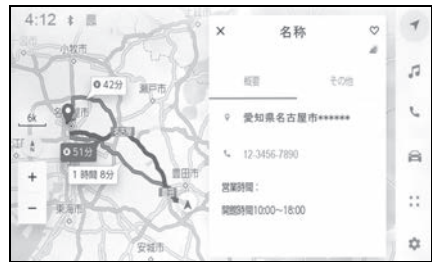 4:12
小牧市
42分
瀬戸市
6k
51分
1 時間 8分
豊田市
東海市
安城市
+
−
名称
概要
その他
愛知県名古屋市******
12-3456-7890
営業時間：
開館時間10:00～18:00